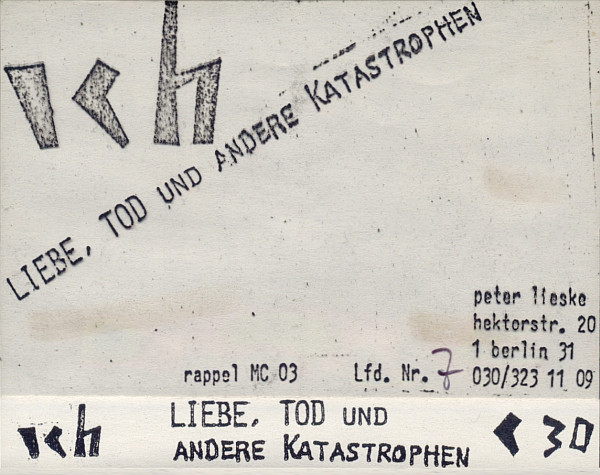 ich
LIEBE, TOD UND ANDERE KATASTROPHEN
peter lieske
hektorstr. 20
1 berlin 31
rappel MC 03 Lfd. Nr. 7 030/323 11 09
ich LIEBE, TOD UND < 30
ANDERE KATASTROPHEN